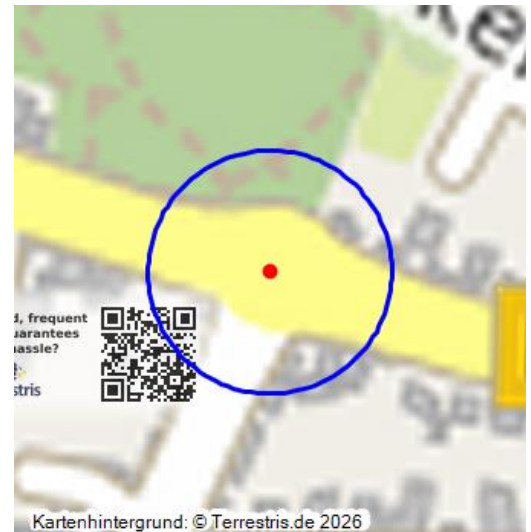 d, frequent
uarantees
assle?
stris
Kartenhintergrund: © Terrestris.de 2026